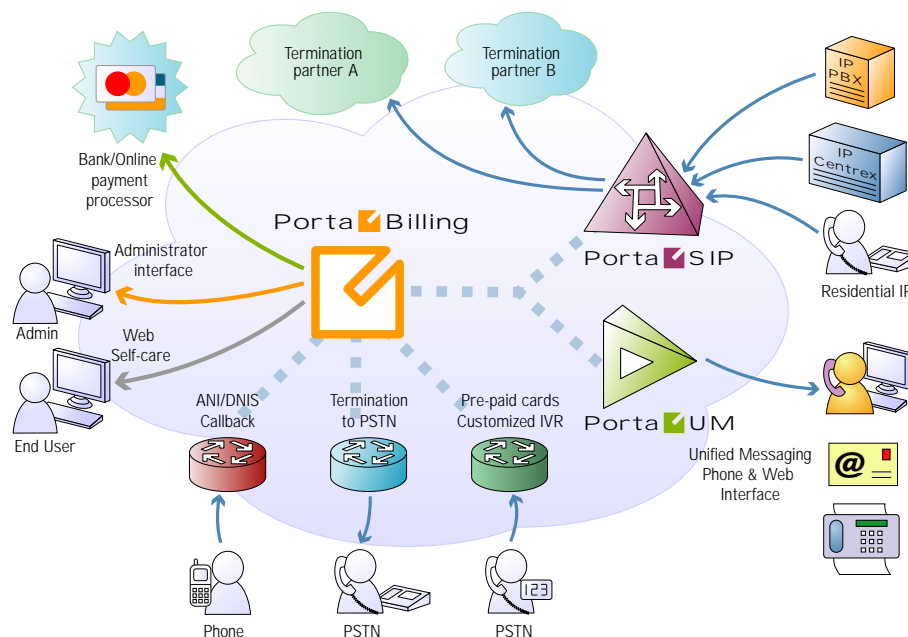 Termination
partner A
Termination
partner B
IP
PBX
IP
Centrex
Bank/Online
payment
processor
Porta Billing
Porta SIP
Administrator
interface
Residential IP
Admin
Web
Self-care
End User
ANI/DNIS
Callback
Termination
to PSTN
Pre-paid cards
Customized IVR
Porta UM
Unified Messaging
Phone & Web
Interface
@
123
Phone
PSTN
PSTN